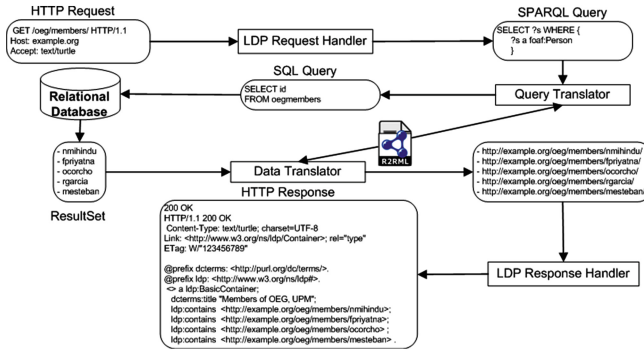 HTTP Request
GET /oeg/members/ HTTP/1.1
Host: example.org
Accept: text/turtle
LDP Request Handler
SPARQL Query
SELECT ?s WHERE {
?s a foaf:Person
}
SQL Query
SELECT id
FROM oegmembers
Query Translator
Relational
Database
R2RML
- nmihindu
- fpriyatna
- ocorcho
- rgarcia
- mesteban
ResultSet
Data Translator
- http://example.org/oeg/members/nmihindu/
- http://example.org/oeg/members/fpriyatna/
- http://example.org/oeg/members/ocorcho/
- http://example.org/oeg/members/rgarcia/
- http://example.org/oeg/members/mesteban/
HTTP Response
200 OK
HTTP/1.1 200 OK
Content-Type: text/turtle; charset=UTF-8
Link: <http://www.w3.org/ns/ldp/Container>; rel="type"
ETag: W/"123456789"
@prefix dcterms: <http://purl.org/dc/terms/>.
@prefix ldp: <http://www.w3.org/ns/ldp#>.
<> a ldp:BasicContainer;
dcterms:title "Members of OEG, UPM";
ldp:contains <http://example.org/oeg/members/nmihindu>;
ldp:contains <http://example.org/oeg/members/fpriyatna>;
ldp:contains <http://example.org/oeg/members/ocorcho> ;
ldp:contains <http://example.org/oeg/members/mesteban> .
LDP Response Handler